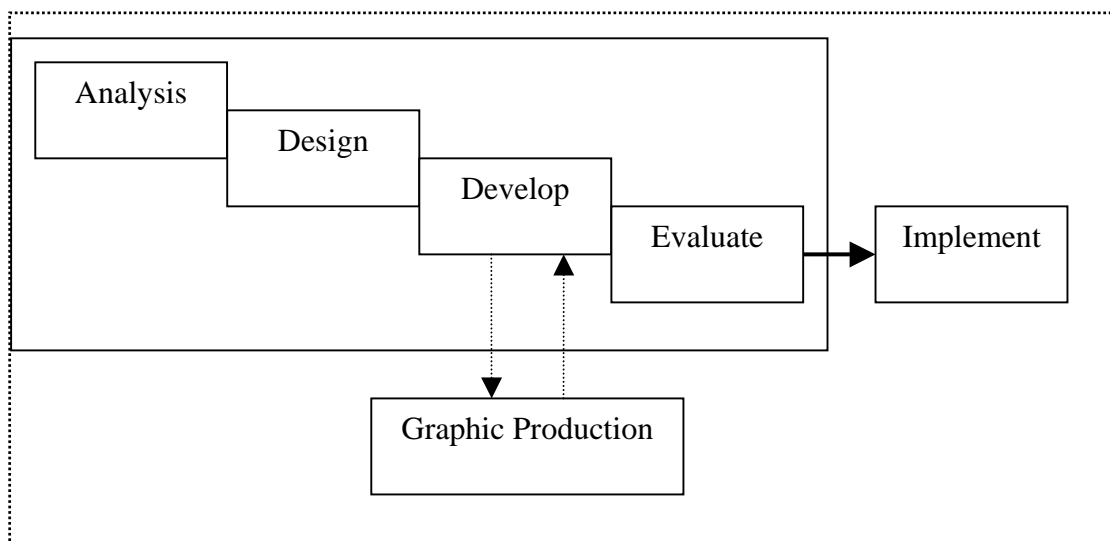 Analysis
Design
Develop
Evaluate
Implement
Graphic Production